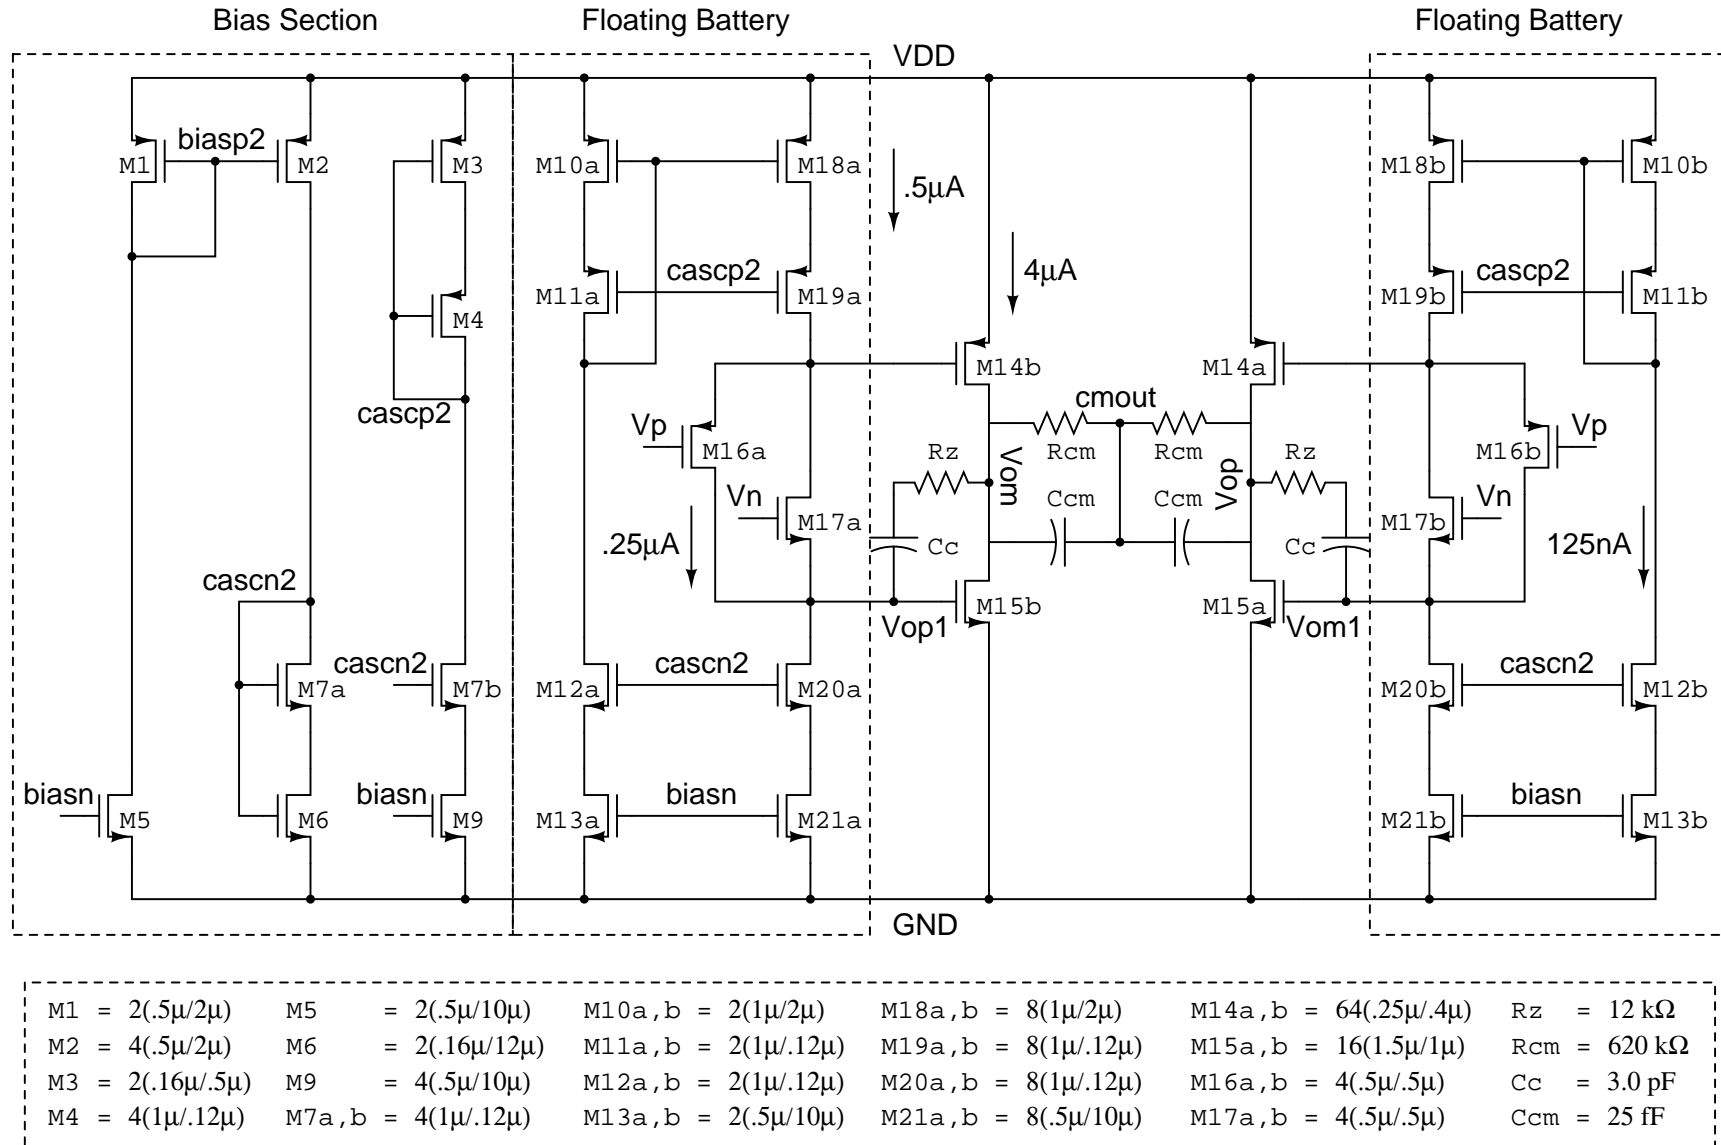 Bias Section
Floating Battery
Floating Battery
VDD
biasp2
M1
M2
M3
M10a
M18a
M18b
M10b
.5µA
4µA
cascp2
cascp2
M11a
M19a
M19b
M11b
M4
M14b
M14a
cascp2
cmout
Vp
Vp
M16a
M16b
Rz
Vom
Rcm
Rcm
Vop
Rz
Ccm
Ccm
Vn
Vn
M17a
M17b
.25µA
Cc
Cc
125nA
cascn2
M15b
M15a
Vop1
Vom1
cascn2
cascn2
cascn2
M7a
M7b
M12a
M20a
M20b
M12b
biasn
biasn
biasn
biasn
M5
M6
M9
M13a
M21a
M21b
M13b
GND
M1 = 2(.5µ/2µ) M5 = 2(.5µ/10µ) M10a,b = 2(1µ/2µ) M18a,b = 8(1µ/2µ) M14a,b = 64(.25µ/.4µ) Rz = 12 kΩ
M2 = 4(.5µ/2µ) M6 = 2(.16µ/12µ) M11a,b = 2(1µ/.12µ) M19a,b = 8(1µ/.12µ) M15a,b = 16(1.5µ/1µ) Rcm = 620 kΩ
M3 = 2(.16µ/.5µ) M9 = 4(.5µ/10µ) M12a,b = 2(1µ/.12µ) M20a,b = 8(1µ/.12µ) M16a,b = 4(.5µ/.5µ) Cc = 3.0 pF
M4 = 4(1µ/.12µ) M7a,b = 4(1µ/.12µ) M13a,b = 2(.5µ/10µ) M21a,b = 8(.5µ/10µ) M17a,b = 4(.5µ/.5µ) Ccm = 25 fF